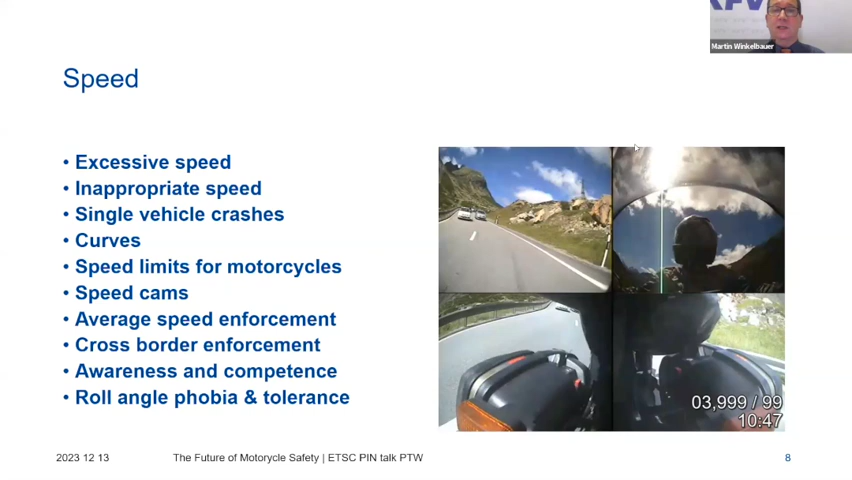 KFV
Martin Winkelbauer
Speed
• Excessive speed
• Inappropriate speed
• Single vehicle crashes
• Curves
• Speed limits for motorcycles
• Speed cams
• Average speed enforcement
• Cross border enforcement
• Awareness and competence
• Roll angle phobia & tolerance
03,999 / 99
10:47
2023 12 13
The Future of Motorycle Safety | ETSC PIN talk PTW
8